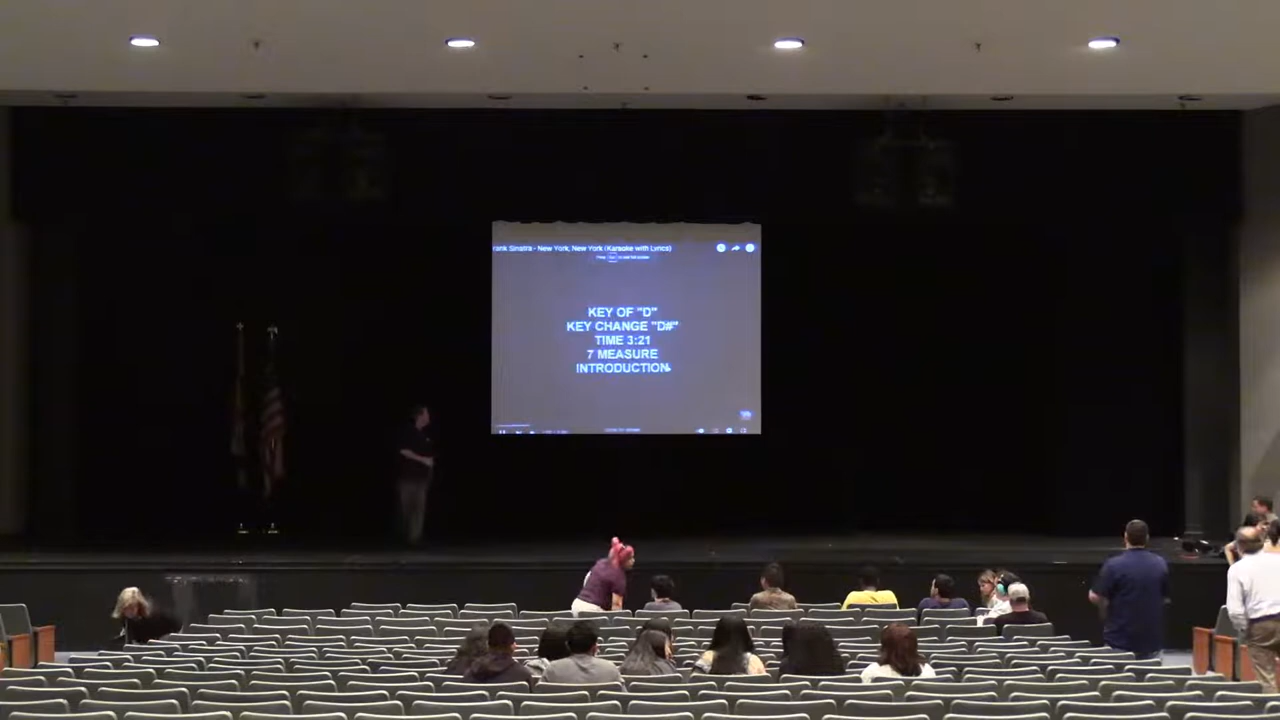 rank Sinatra - New York, New York (Karaoke with Lyrics)
KEY OF "D"
KEY CHANGE "D#"
TIME 3:21
7 MEASURE
INTRODUCTION